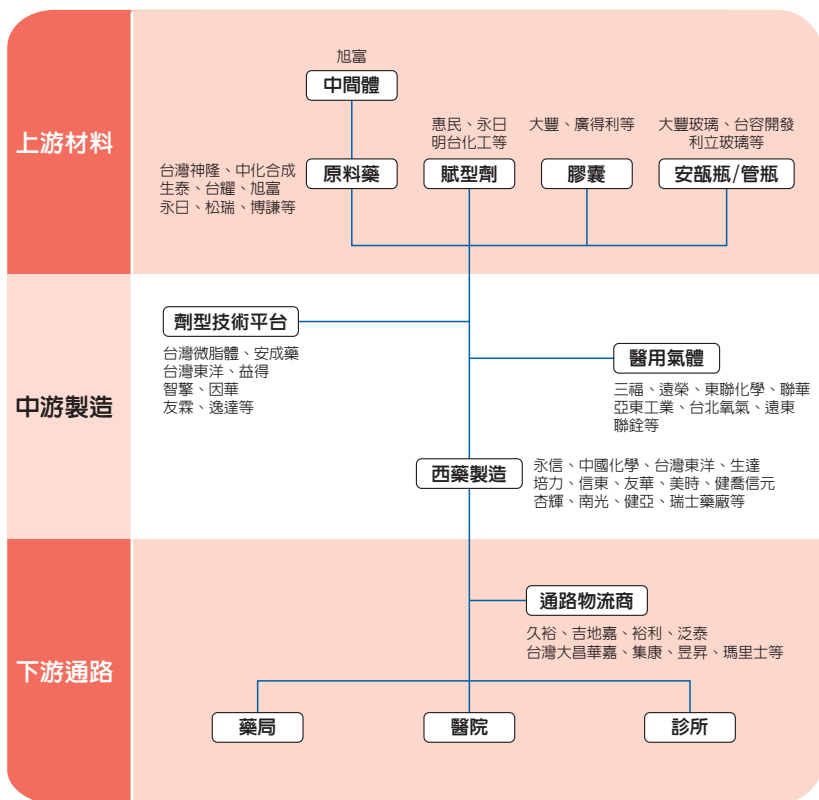 上游材料
旭富
中間體
台灣神隆、中化合成
生泰、台耀、旭富
永日、松瑞、博謙等
原料藥
惠民、永日
明台化工等
賦型劑
大豐、廣得利等
膠囊
大豐玻璃、台容開發
利立玻璃等
安瓿瓶/管瓶
中游製造
劑型技術平台
台灣微脂體、安成藥
台灣東洋、益得
智擎、因華
友霖、逸達等
醫用氣體
三福、遠榮、東聯化學、聯華
亞東工業、台北氧氣、遠東
聯銓等
西藥製造
永信、中國化學、台灣東洋、生達
培力、信東、友華、美時、健喬信元
杏輝、南光、健亞、瑞士藥廠等
下游通路
通路物流商
久裕、吉地嘉、裕利、泛泰
台灣大昌華嘉、集康、昱昇、瑪里士等
藥局
醫院
診所